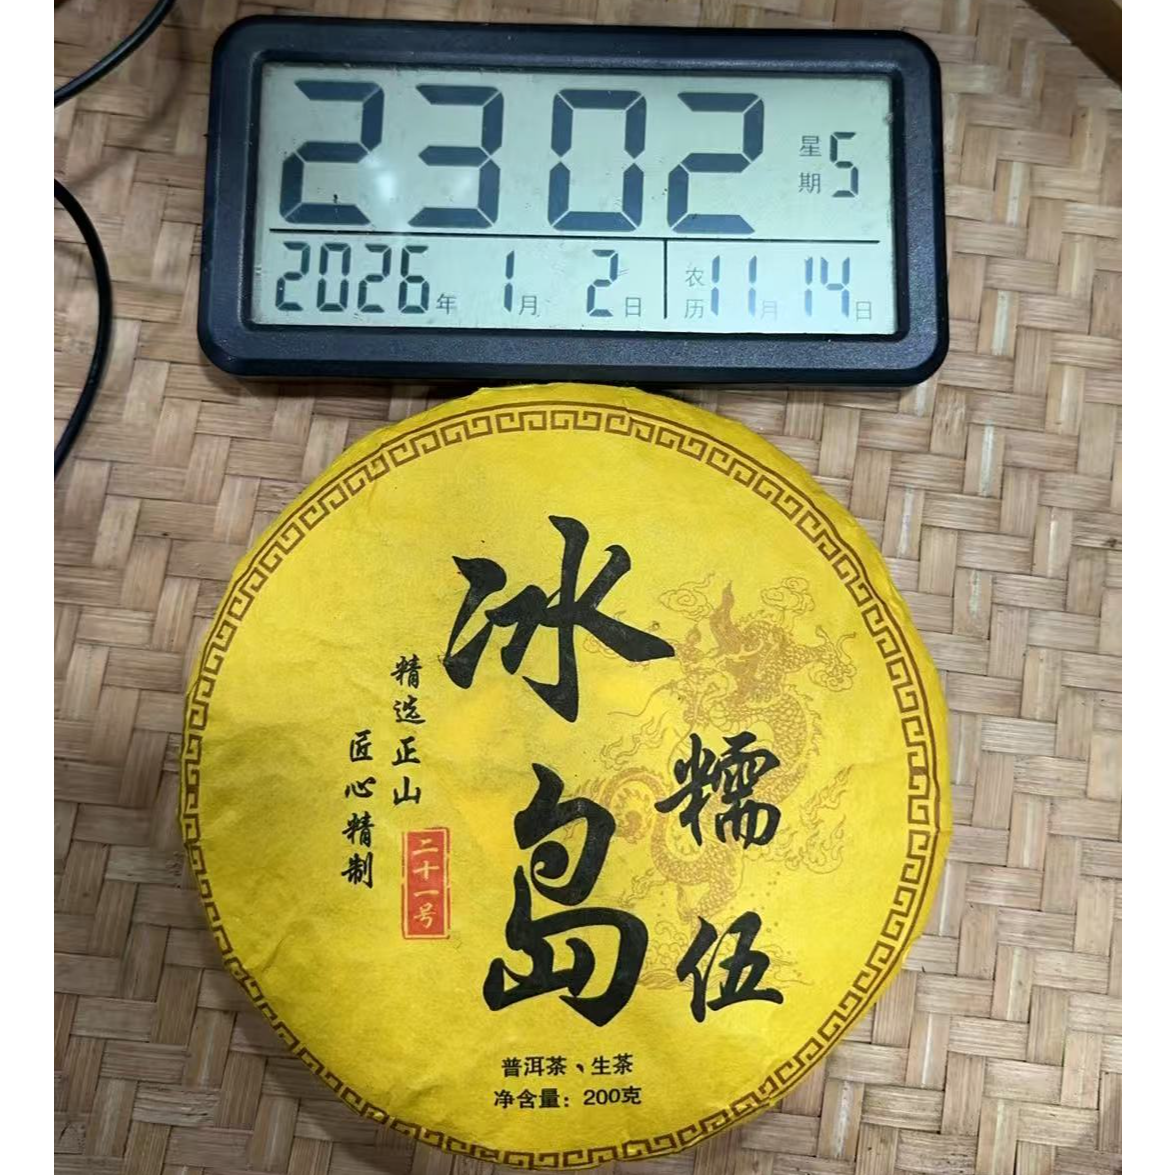 2302
星期5
2026年 1月 2日
农历11月 14日
冰岛
糯伍
精选正山
匠心精制
二十一号
普洱茶、生茶
净含量：200克